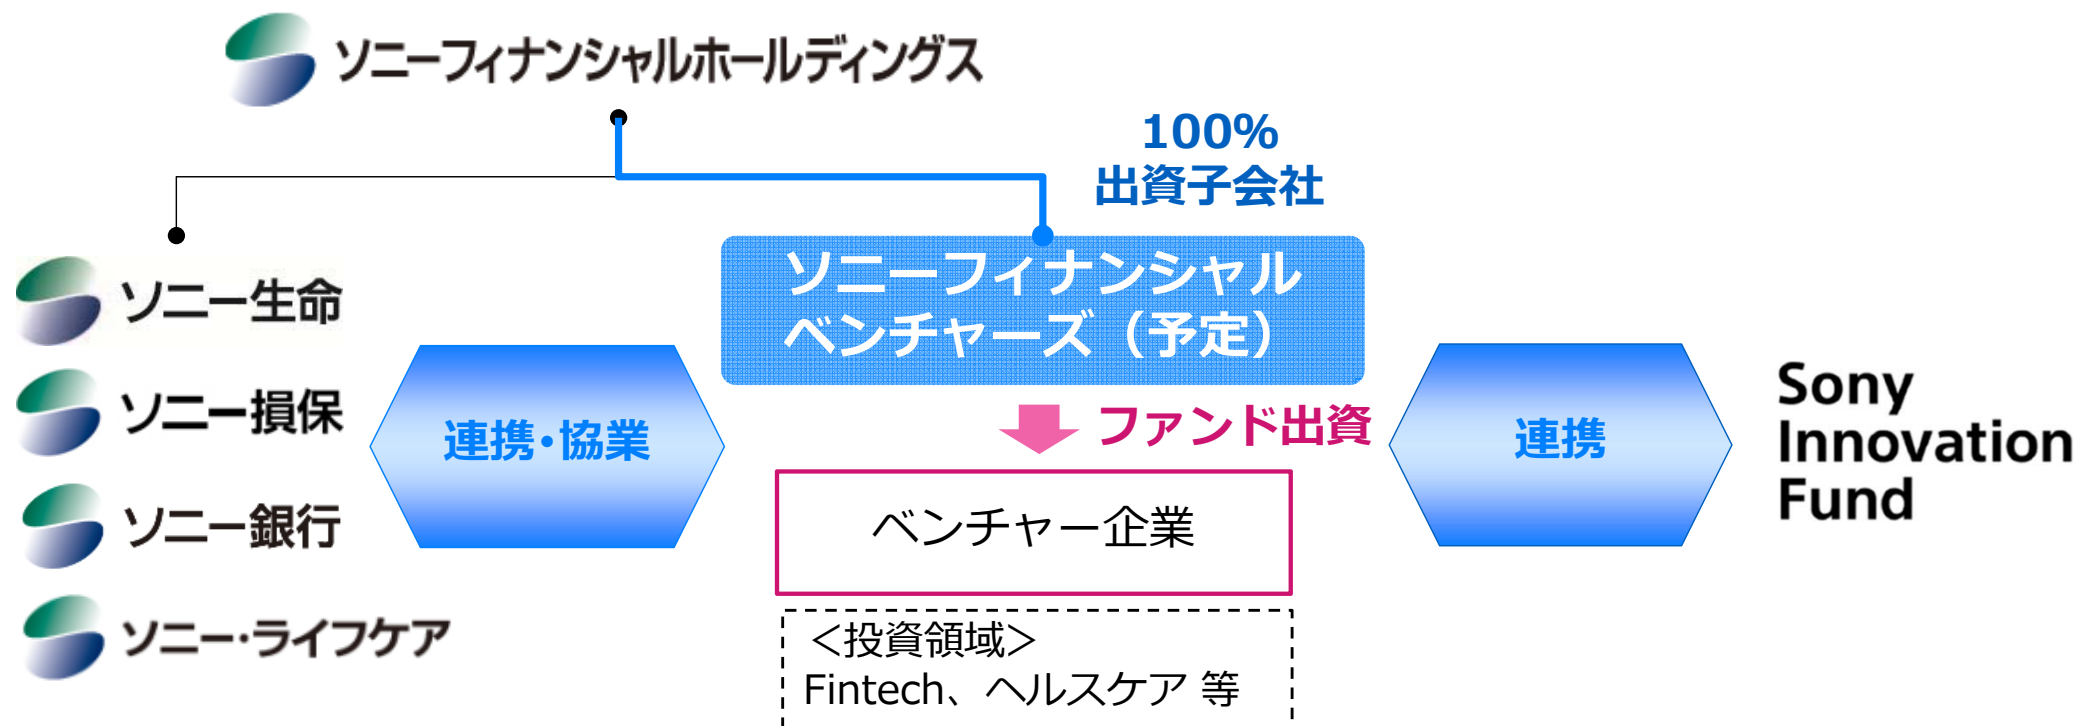 ソニーフィナンシャルホールディングス
100%
出資子会社
ソニーフィナンシャル
ベンチャーズ（予定）
ソニー生命
ソニー損保
ソニー銀行
ソニー・ライフケア
連携・協業
ファンド出資
ベンチャー企業
＜投資領域＞
Fintech、ヘルスケア 等
連携
Sony
Innovation
Fund